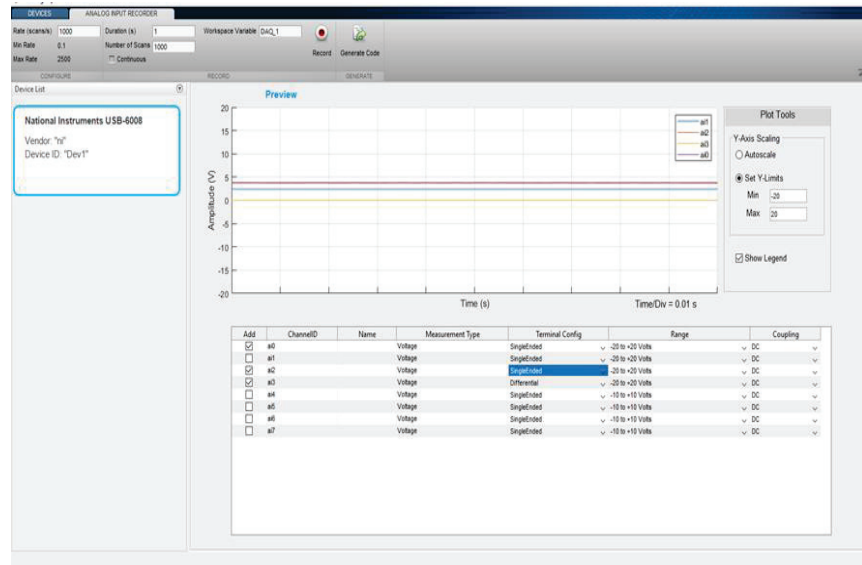 DEVICES ANALOG INPUT RECORDER
Rate (scans/s) 1000 Duration (s) 1 Workspace Variable DAQ_1
Min Rate 0.1 Number of Scans 1000
Max Rate 2500 Continuous
Record Generate Code
CONFIGURE RECORD GENERATE
Device List
National Instruments USB-6008
Vendor: "ni"
Device ID: "Dev1"
Preview
Amplitude (V)
20
15
10
5
0
-5
-10
-15
-20
ai1
ai2
ai3
ai0
Time (s) Time/Div = 0.01 s
Plot Tools
Y-Axis Scaling
Autoscale
Set Y-Limits
Min -20
Max 20
Show Legend
Add ChannelID Name Measurement Type Terminal Config Range Coupling
ai0 Voltage SingleEnded -20 to +20 Volts DC
ai1 Voltage SingleEnded -20 to +20 Volts DC
ai2 Voltage SingleEnded -20 to +20 Volts DC
ai3 Voltage Differential -20 to +20 Volts DC
ai4 Voltage SingleEnded -10 to +10 Volts DC
ai5 Voltage SingleEnded -10 to +10 Volts DC
ai6 Voltage SingleEnded -10 to +10 Volts DC
ai7 Voltage SingleEnded -10 to +10 Volts DC